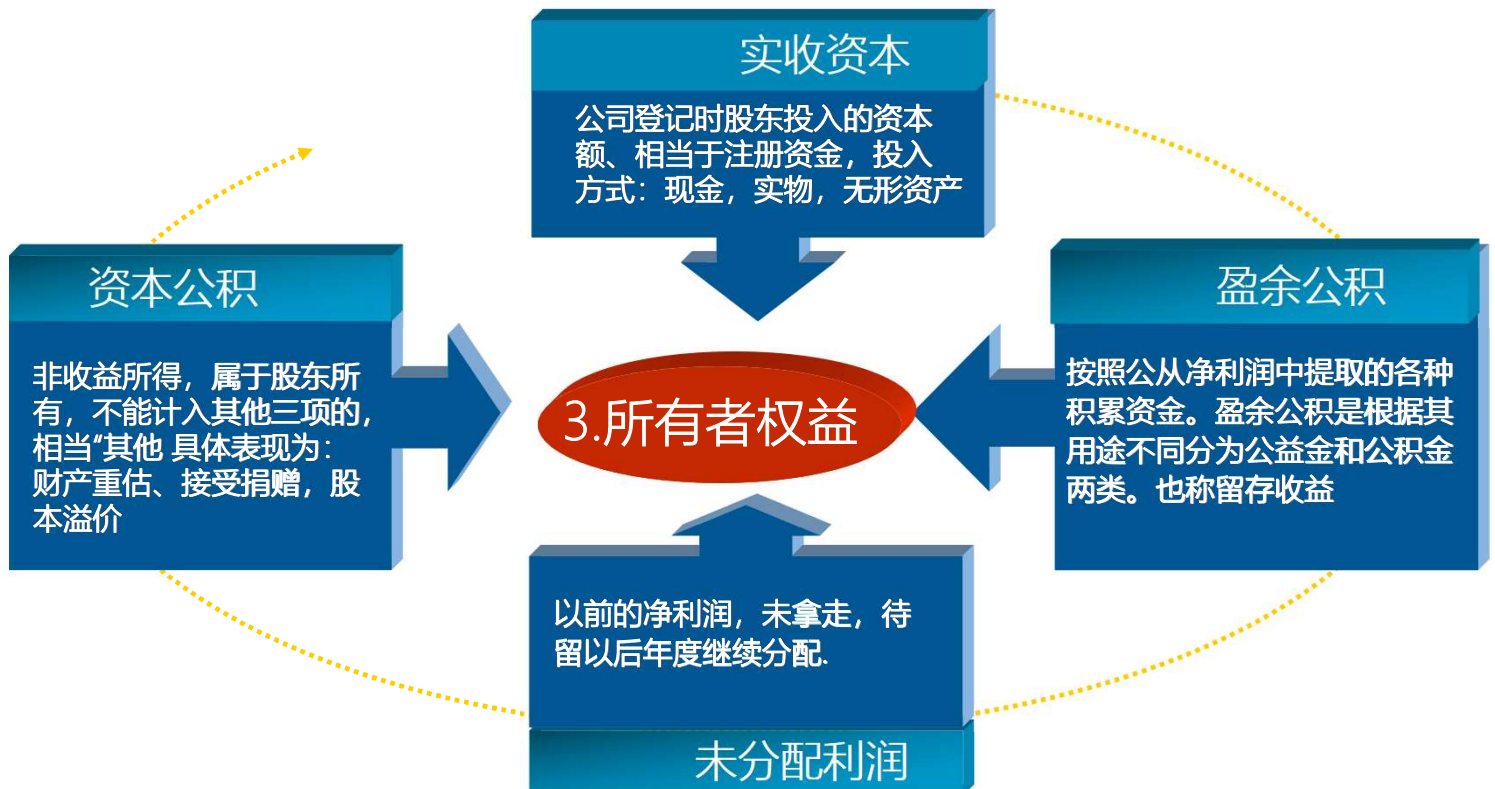 实收资本
公司登记时股东投入的资本
额、相当于注册资金，投入
方式：现金，实物，无形资产
资本公积
非收益所得，属于股东所
有，不能计入其他三项的，
相当“其他 具体表现为：
财产重估、接受捐赠，股
本溢价
3.所有者权益
盈余公积
按照公从净利润中提取的各种
积累资金。盈余公积是根据其
用途不同分为公益金和公积金
两类。也称留存收益
以前的净利润，未拿走，待
留以后年度继续分配.
未分配利润